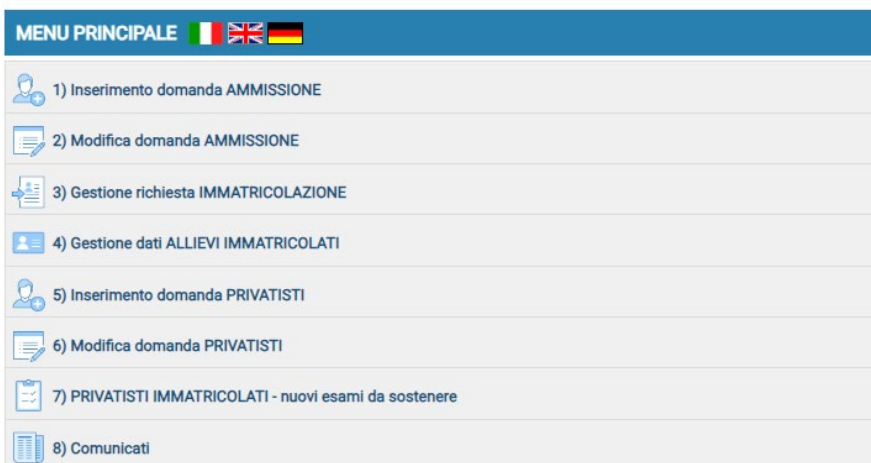 MENU PRINCIPALE
1) Inserimento domanda AMMISSIONE
2) Modifica domanda AMMISSIONE
3) Gestione richiesta IMMATRICOLAZIONE
4) Gestione dati ALLIEVI IMMATRICOLATI
5) Inserimento domanda PRIVATISTI
6) Modifica domanda PRIVATISTI
7) PRIVATISTI IMMATRICOLATI - nuovi esami da sostenere
8) Comunicati